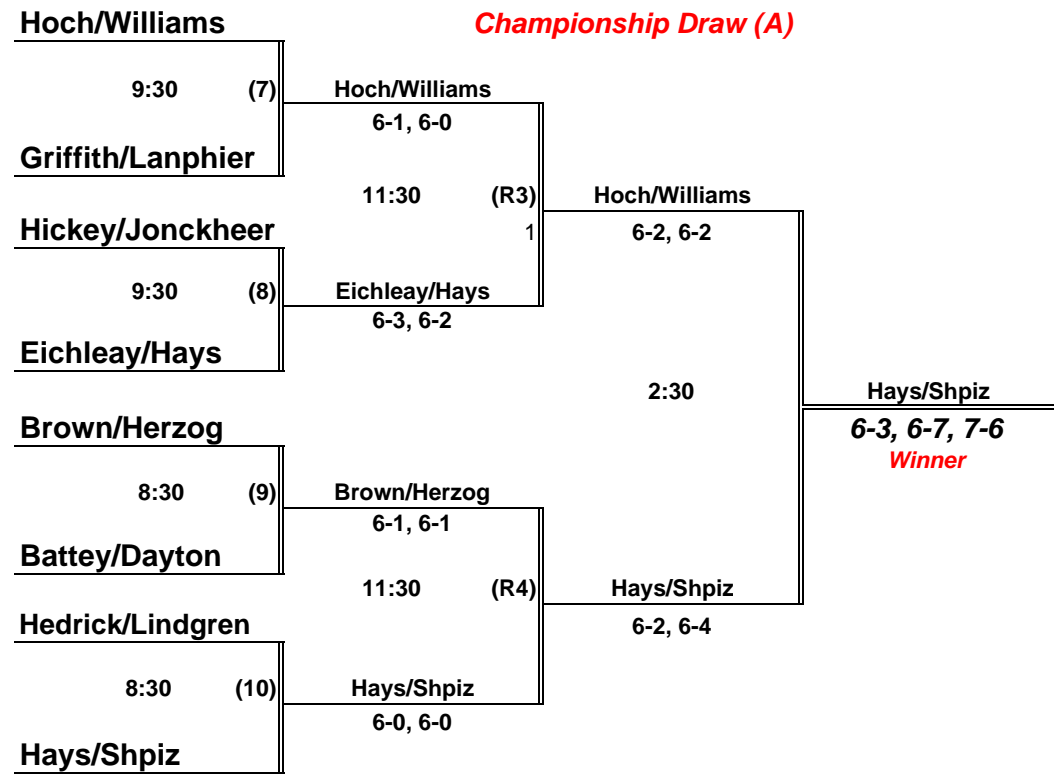 Hoch/Williams
Championship Draw (A)
9:30 (7) Hoch/Williams
6-1, 6-0
Griffith/Lanphier
11:30 (R3) Hoch/Williams
Hickey/Jonckheer 1 6-2, 6-2
9:30 (8) Eichleay/Hays
6-3, 6-2
Eichleay/Hays
2:30 Hays/Shpiz
Brown/Herzog 6-3, 6-7, 7-6
Winner
8:30 (9) Brown/Herzog
6-1, 6-1
Battey/Dayton
11:30 (R4) Hays/Shpiz
Hedrick/Lindgren 6-2, 6-4
8:30 (10) Hays/Shpiz
6-0, 6-0
Hays/Shpiz